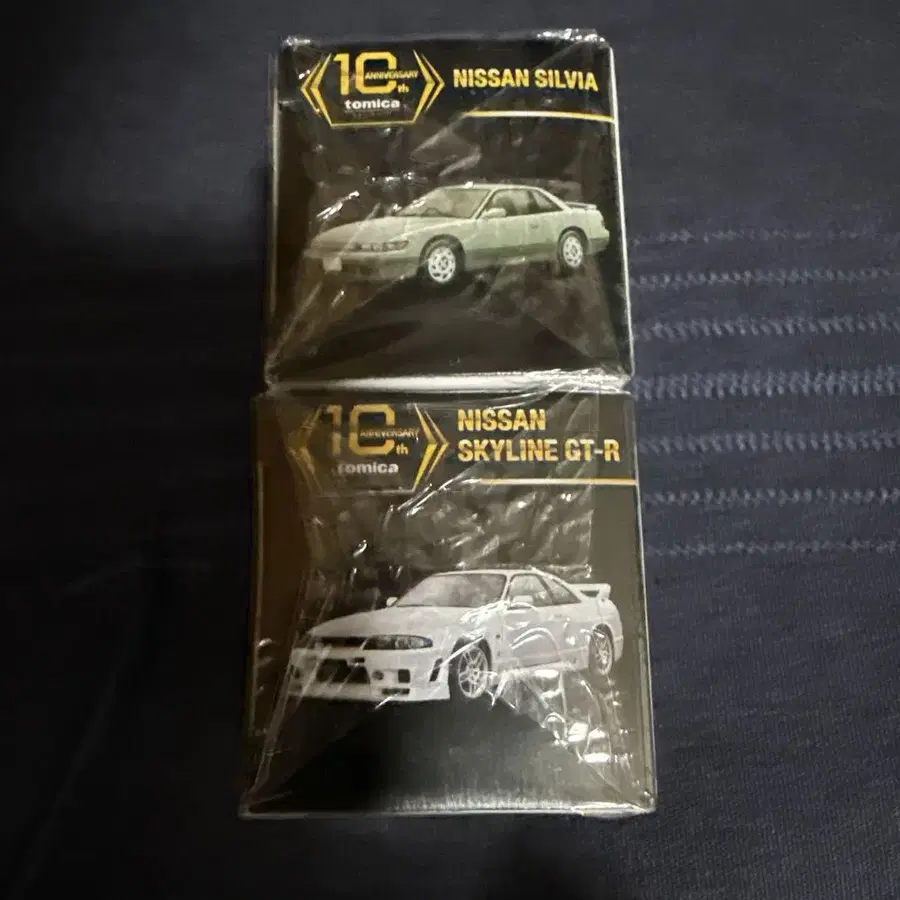 10th
ANNIVERSARY
tomica
NISSAN SILVIA
10th
ANNIVERSARY
tomica
NISSAN
SKYLINE GT-R